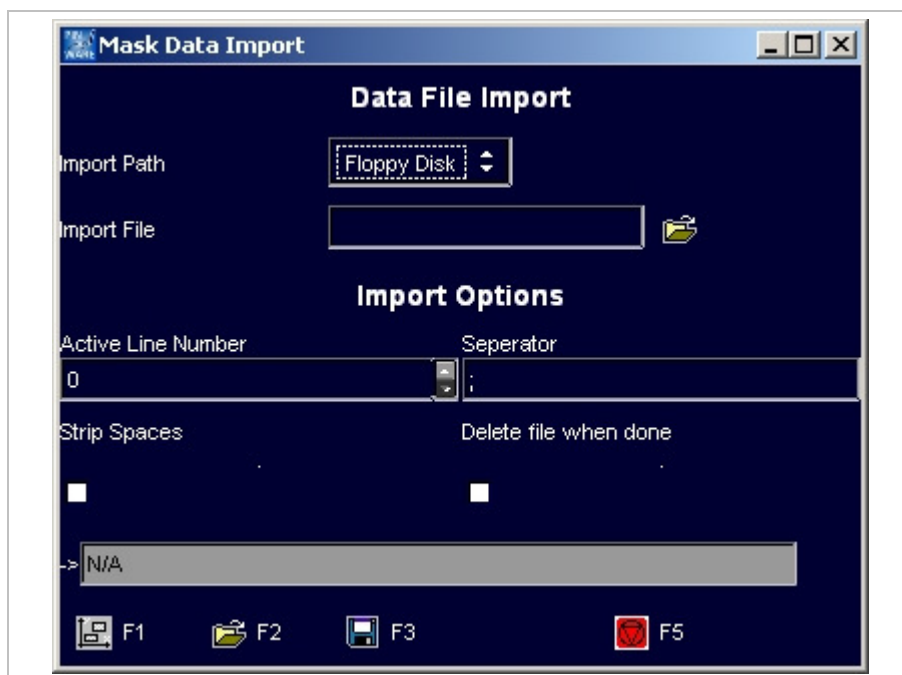 Mask Data Import
Data File Import
Import Path Floppy Disk
Import File
Import Options
Active Line Number Seperator
0 ;
Strip Spaces Delete file when done
-> N/A
F1 F2 F3 F5